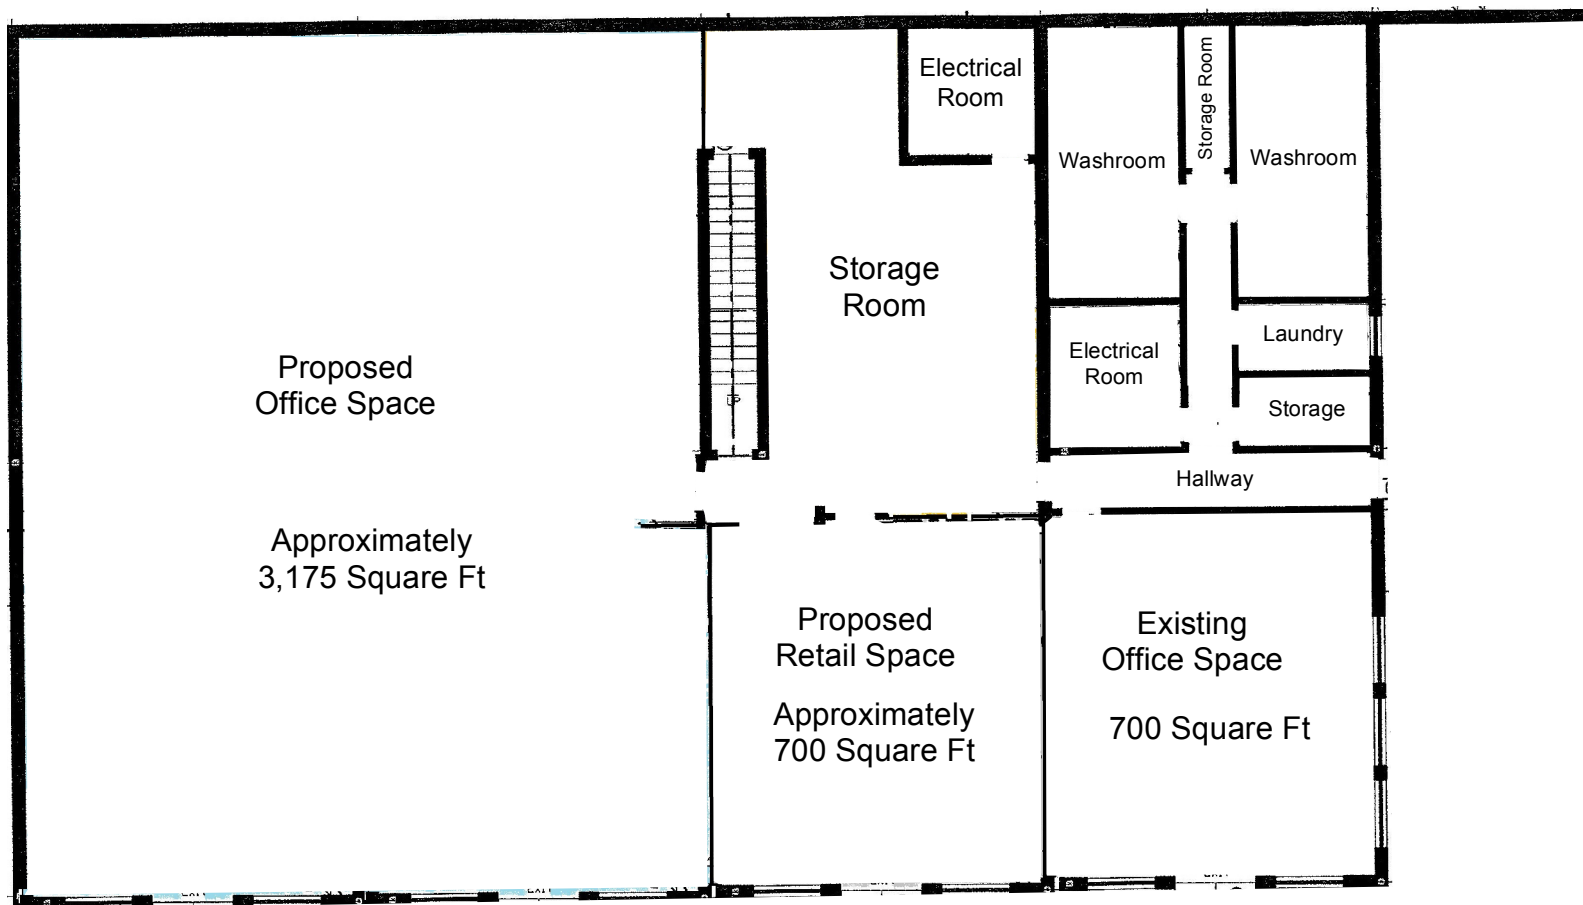 Electrical
Room
Storage Room
Washroom
Washroom
Storage
Room
Laundry
Electrical
Room
Storage
Proposed
Office Space
Hallway
Approximately
3,175 Square Ft
Proposed
Retail Space
Approximately
700 Square Ft
Existing
Office Space
700 Square Ft